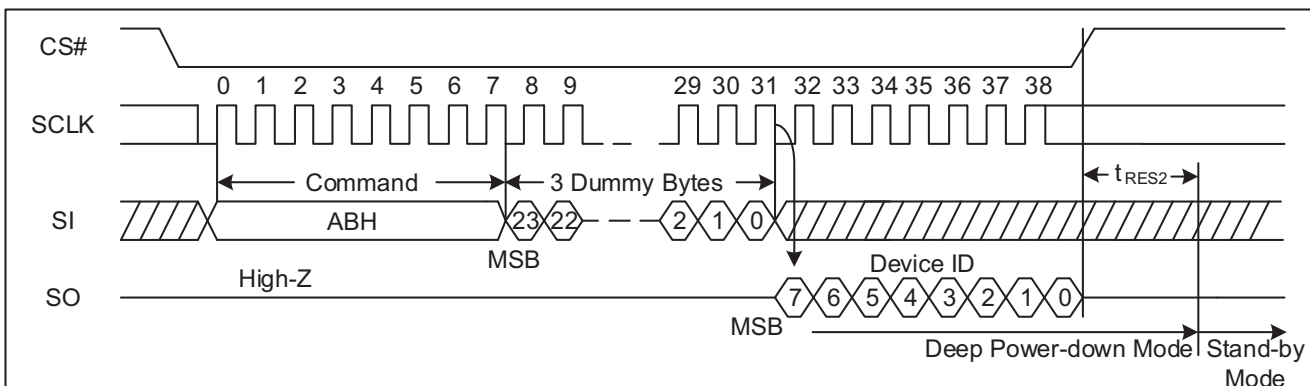 CS#
0 1 2 3 4 5 6 7 8 9 29 30 31 32 33 34 35 36 37 38
SCLK
Command 3 Dummy Bytes tRES2
SI ABH 23 22 2 1 0
MSB
High-Z Device ID
SO 7 6 5 4 3 2 1 0
MSB
Deep Power-down Mode Stand-by
Mode